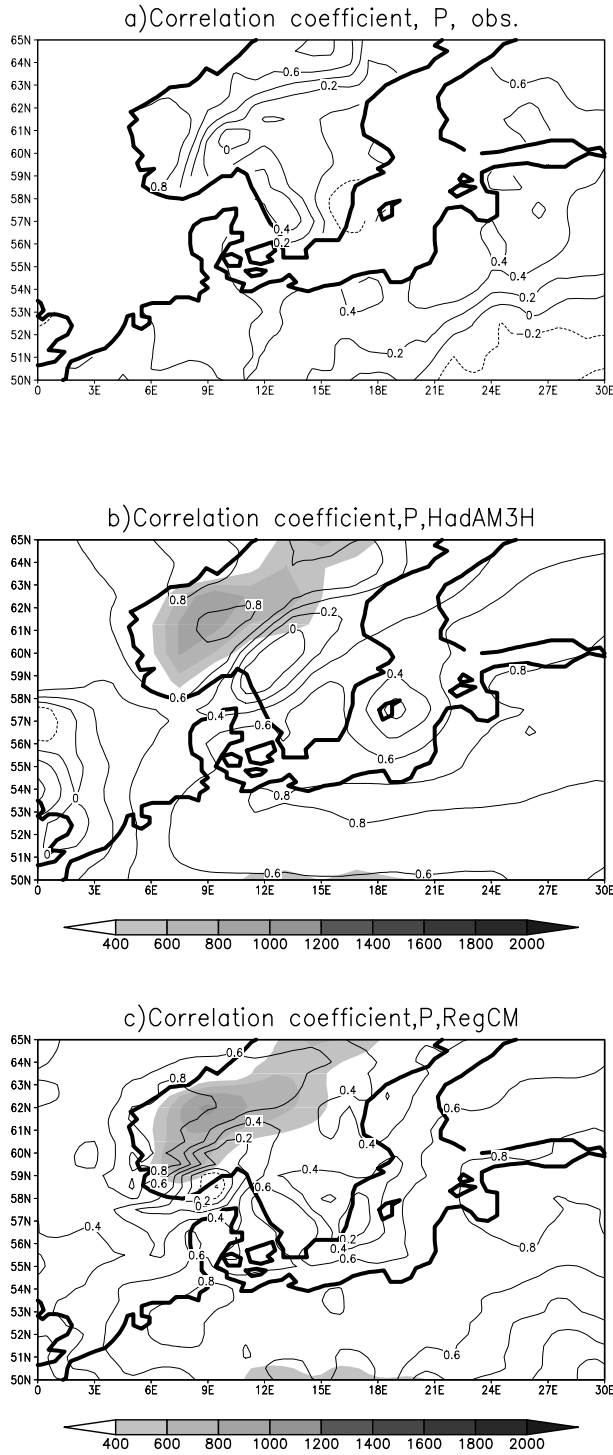 a)Correlation coefficient, P, obs.
65N
64N
63N
62N
61N
60N
59N
58N
57N
56N
55N
54N
53N
52N
51N
50N
0.6
0.2
0
0.8
0.4
0.2
0.4
0.4
0.4
0.2
0
-0.2
0.2
0 3E 6E 9E 12E 15E 18E 21E 24E 27E 30E
b)Correlation coefficient,P,HadAM3H
65N
64N
63N
62N
61N
60N
59N
58N
57N
56N
55N
54N
53N
52N
51N
50N
0.8
0.8
0.2
0
0.4
0.8
0.6
0.4
0.6
0.6
0.8
0
0.8
0
0.6
0.6
0 3E 6E 9E 12E 15E 18E 21E 24E 27E 30E
400 600 800 1000 1200 1400 1600 1800 2000
c)Correlation coefficient,P,RegCM
65N
64N
63N
62N
61N
60N
59N
58N
57N
56N
55N
54N
53N
52N
51N
50N
0.6
0.8
0.4
0.6
0.4
0.2
0.4
0.8
0.8
0.6
0.4
0.6
-0.2
0
0.4
0.4
0.2
0.4
0.6
0.6
0.8
0.8
0.6
0 3E 6E 9E 12E 15E 18E 21E 24E 27E 30E
400 600 800 1000 1200 1400 1600 1800 2000